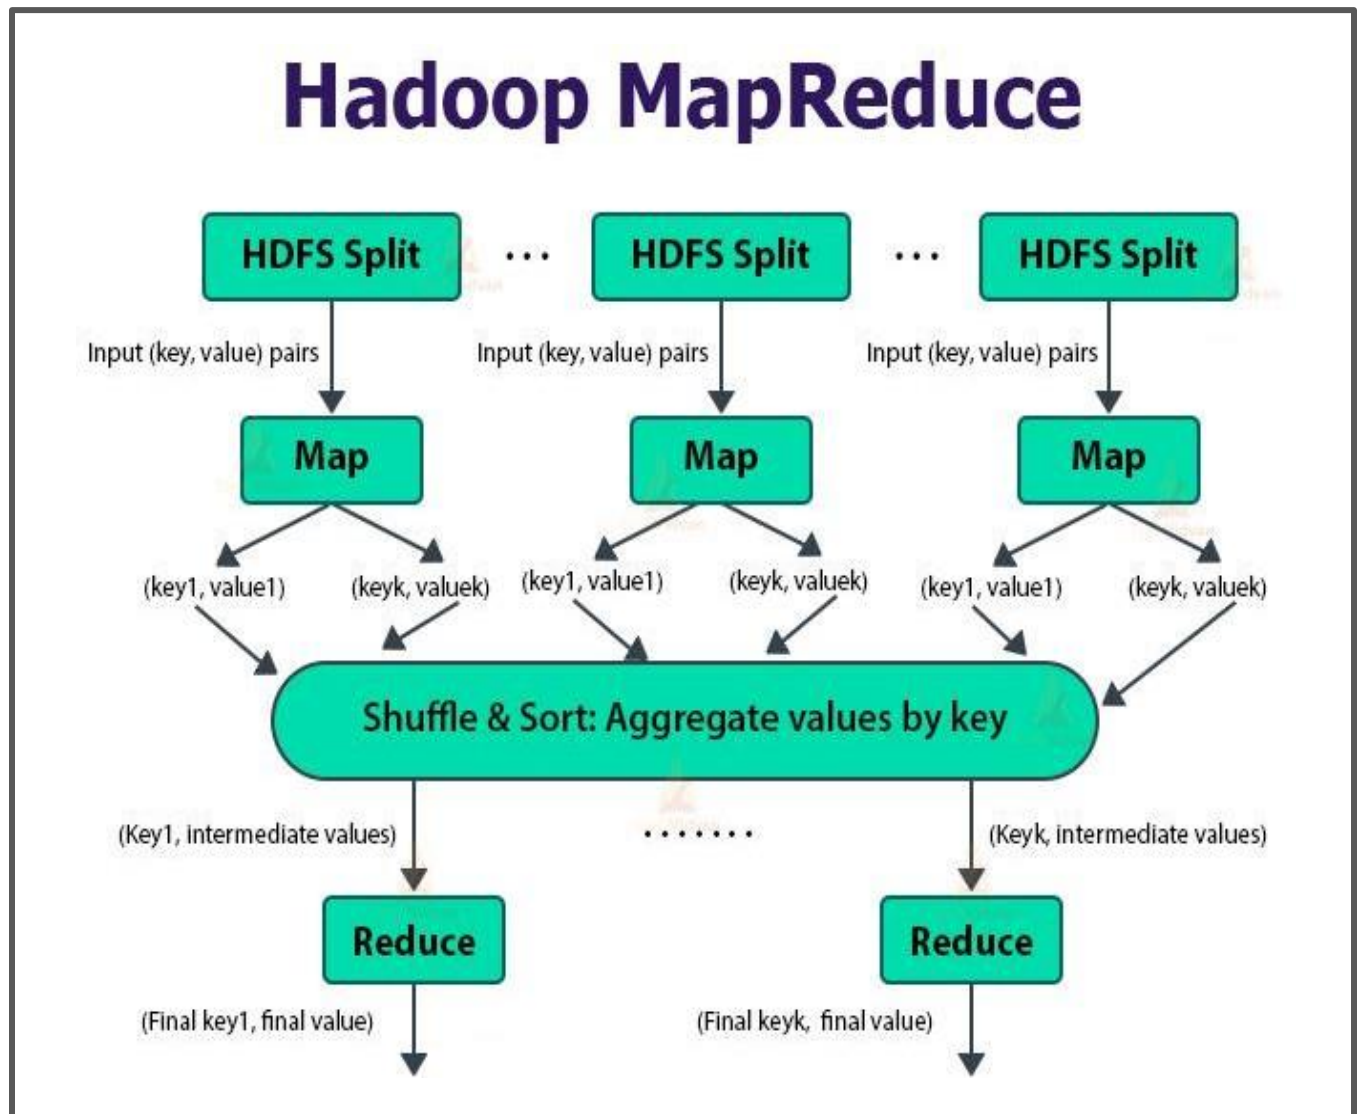 Hadoop MapReduce
HDFS Split ... HDFS Split ... HDFS Split
Input (key, value) pairs Input (key, value) pairs Input (key, value) pairs
Map Map Map
(key1, value1) (keyk, valuek) (key1, value1) (keyk, valuek) (key1, value1) (keyk, valuek)
Shuffle & Sort: Aggregate values by key
(Key1, intermediate values) ....... (Keyk, intermediate values)
Reduce Reduce
(Final key1, final value) (Final keyk, final value)